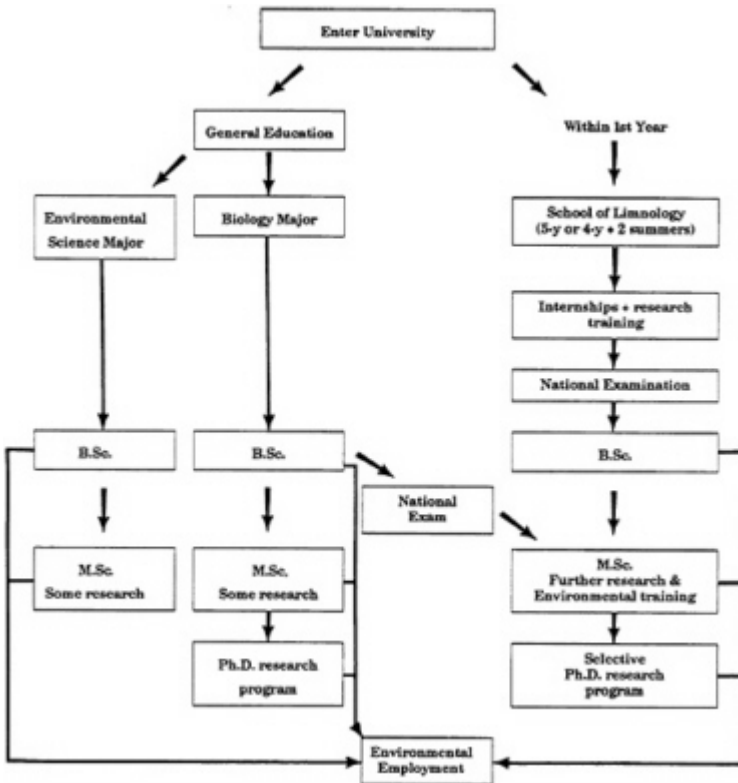 Enter University
General Education
Within 1st Year
Environmental
Science Major
Biology Major
School of Limnology
(5-y or 4-y + 2 summers)
Internships + research
training
National Examination
B.Sc.
B.Sc.
B.Sc.
National
Exam
M.Sc.
Some research
M.Sc.
Some research
M.Sc.
Further research &
Environmental training
Ph.D. research
program
Selective
Ph.D. research
program
Environmental
Employment